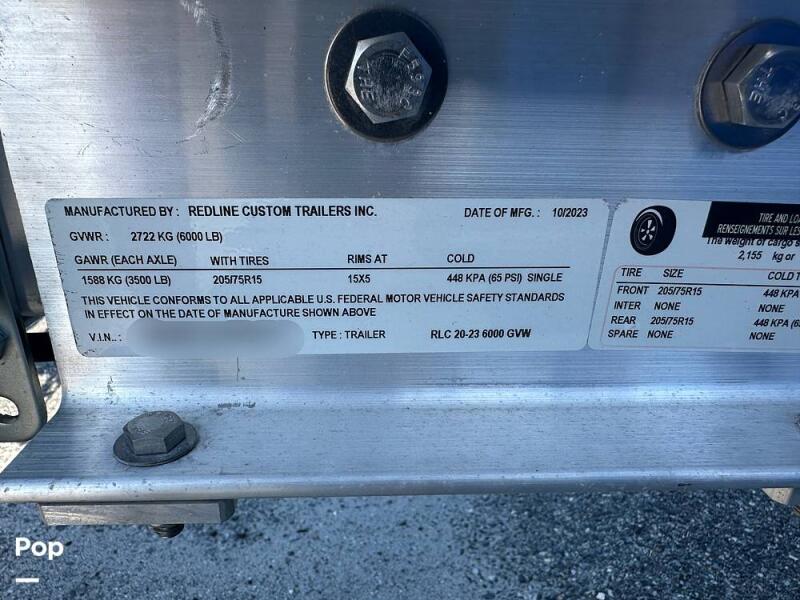 MANUFACTURED BY : REDLINE CUSTOM TRAILERS INC. DATE OF MFG. : 10/2023
GVWR : 2722 KG (6000 LB)
GAWR (EACH AXLE) WITH TIRES RIMS AT COLD
1588 KG (3500 LB) 205/75R15 15X5 448 KPA (65 PSI) SINGLE
THIS VEHICLE CONFORMS TO ALL APPLICABLE U.S. FEDERAL MOTOR VEHICLE SAFETY STANDARDS
IN EFFECT ON THE DATE OF MANUFACTURE SHOWN ABOVE
V.I.N.: TYPE : TRAILER RLC 20-23 6000 GVW
TIRE AND
RENSEIGNEMENTS SUR
The weight of cargo
2,155 kg or
TIRE SIZE COLD
FRONT 205/75R15 448 KPA
INTER NONE NONE
REAR 205/75R15 448 KPA
SPARE NONE NONE
THE
THE
Pop